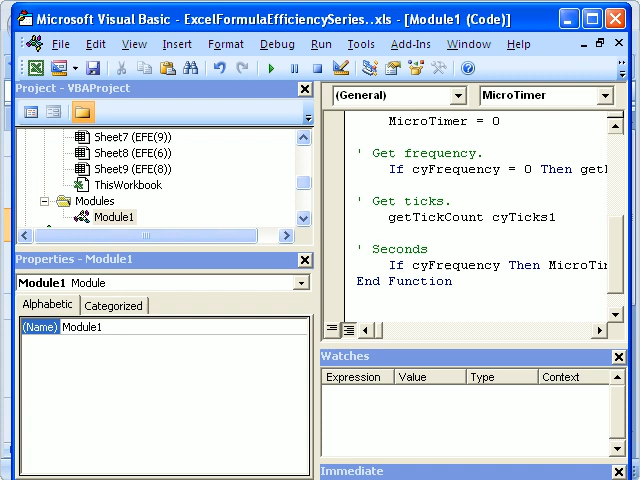 Microsoft Visual Basic - ExcelFormulaEfficiencySeries..xls - [Module1 (Code)]
File Edit View Insert Format Debug Run Tools Add-Ins Window Help
Project - VBAProject
Sheet7 (EFE(9))
Sheet8 (EFE(6))
Sheet9 (EFE(8))
ThisWorkbook
Modules
Module1
Properties - Module1
Module1 Module
Alphabetic Categorized
(Name) Module1
(General) MicroTimer
MicroTimer = 0
' Get frequency.
If cyFrequency = 0 Then get
' Get ticks.
getTickCount cyTicks1
' Seconds
If cyFrequency Then MicroTim
End Function
Watches
Expression Value Type Context
Immediate